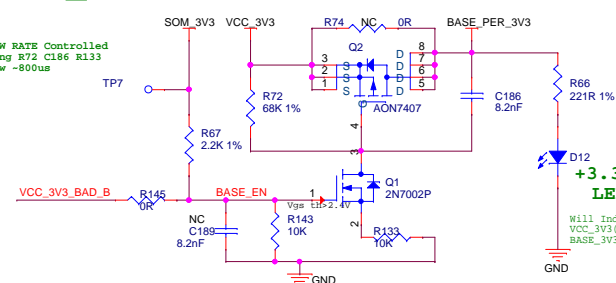 SOM_3V3
VCC_3V3
R74
NC
0R
BASE_PER_3V3
W RATE Controlled
ng R72 C186 R133
w ~800us
Q2
3
2
1
S
S
S
D
D
D
D
8
7
6
5
G
AON7407
4
TP7
R72
68K 1%
C186
8.2nF
R66
221R 1%
R67
2.2K 1%
D12
+3.3
LE
VCC_3V3_BAD_B
R145
0R
BASE_EN
1
3
Q1
2N7002P
Vgs th>2.4V
2
NC
C189
8.2nF
R143
10K
R133
10K
Will Ind
VCC_3V3(
BASE_3V3
GND
GND